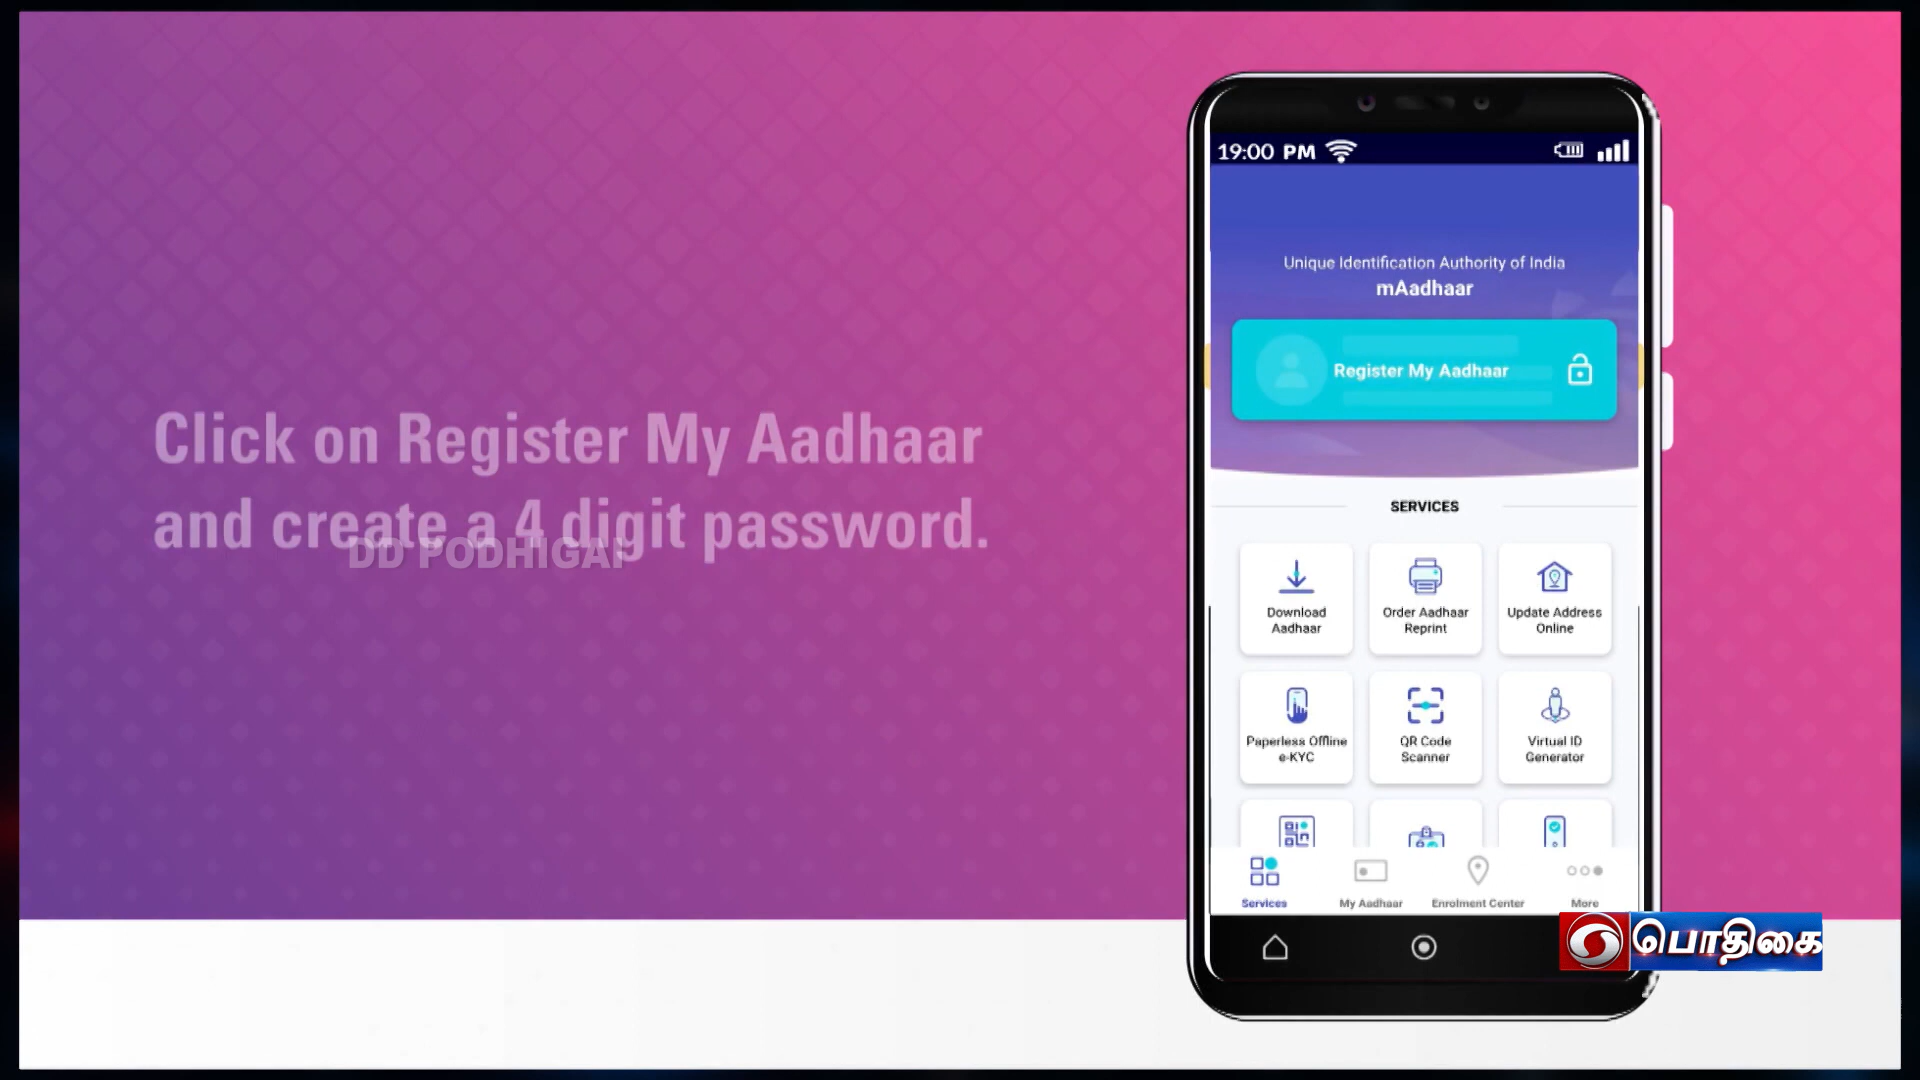 Click on Register My Aadhaar
and create a 4 digit password.
DD PODHIGAI
19:00 PM
Unique Identification Authority of India
mAadhaar
Register My Aadhaar
SERVICES
Download
Aadhaar
Order Aadhaar
Reprint
Update Address
Online
Paperless Offline
e-KYC
QR Code
Scanner
Virtual ID
Generator
Services
My Aadhaar
Enrolment Center
More
பொதிகை